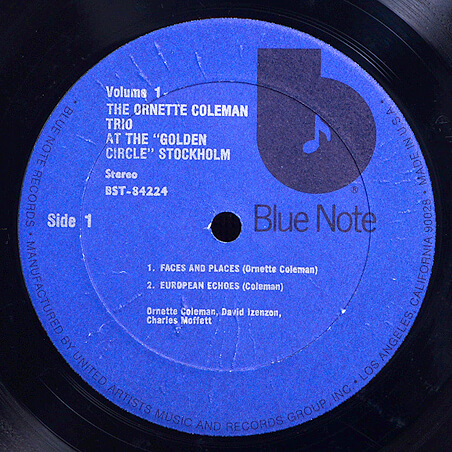 Volume 1
THE ORNETTE COLEMAN
TRIO
AT THE "GOLDEN
CIRCLE" STOCKHOLM
Stereo
BST-84224
Side 1
®
Blue Note
1. FACES AND PLACES (Ornette Coleman)
2. EUROPEAN ECHOES (Coleman)
Ornette Coleman, David Izenzon,
Charles Moffett
• BLUE NOTE RECORDS • MANUFACTURED BY UNITED ARTISTS MUSIC AND RECORDS GROUP, INC. • LOS ANGELES, CALIFORNIA 90028 • MADE IN U.S.A.